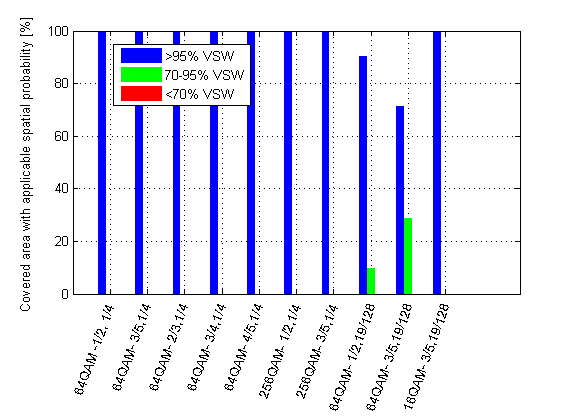 Covered area with applicable spatial probability [%]
100
80
60
40
20
0
>95% VSW
70-95% VSW
<70% VSW
64QAM- 1/2, 1/4
64QAM- 3/5,1/4
64QAM- 2/3,1/4
64QAM- 3/4,1/4
64QAM- 4/5,1/4
256QAM- 1/2,1/4
256QAM- 3/5,1/4
64QAM- 1/2,19/128
64QAM- 3/5,19/128
16QAM- 3/5,19/128